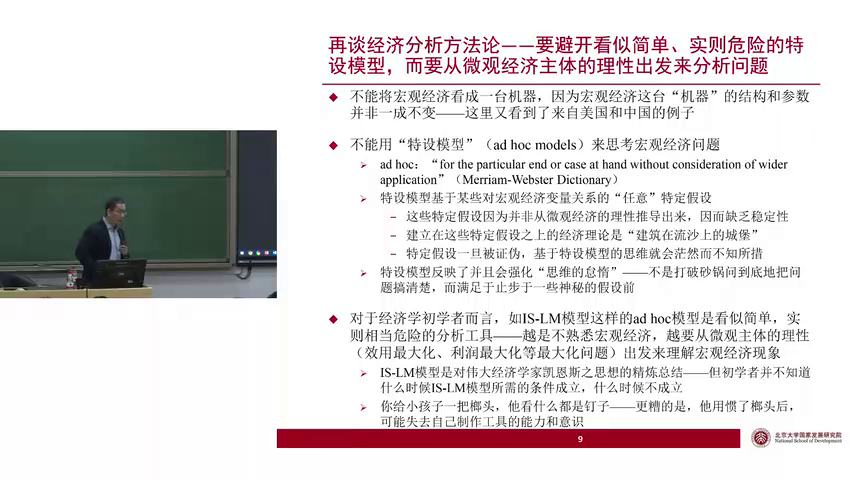 再谈经济分析方法论——要避开看似简单、实则危险的特
设模型，而要从微观经济主体的理性出发来分析问题
不能将宏观经济看成一台机器，因为宏观经济这台“机器”的结构和参数
并非一成不变——这里又看到了来自美国和中国的例子
不能用“特设模型”（ad hoc models）来思考宏观经济问题
ad hoc：“for the particular end or case at hand without consideration of wider
application”（Merriam-Webster Dictionary）
特设模型基于某些对宏观经济变量关系的“任意”特定假设
这些特定假设因为并非从微观经济的理性推导出来，因而缺乏稳定性
建立在这些特定假设之上的经济理论是“建筑在流沙上的城堡”
特定假设一旦被证伪，基于特设模型的思维就会茫然而不知所措
特设模型反映了并且会强化“思维的怠惰”——不是打破砂锅问到底地把问
题搞清楚，而满足于止步于一些神秘的假设前
对于经济学初学者而言，如IS-LM模型这样的ad hoc模型是看似简单，实
则相当危险的分析工具——越是不熟悉宏观经济，越要从微观主体的理性
（效用最大化、利润最大化等最大化问题）出发来理解宏观经济现象
IS-LM模型是对伟大经济学家凯恩斯之思想的精炼总结——但初学者并不知道
什么时候IS-LM模型所需的条件成立，什么时候不成立
你给小孩子一把榔头，他看什么都是钉子——更糟的是，他用惯了榔头后，
可能失去自己制作工具的能力和意识
9
北京大学国家发展研究院
National School of Development